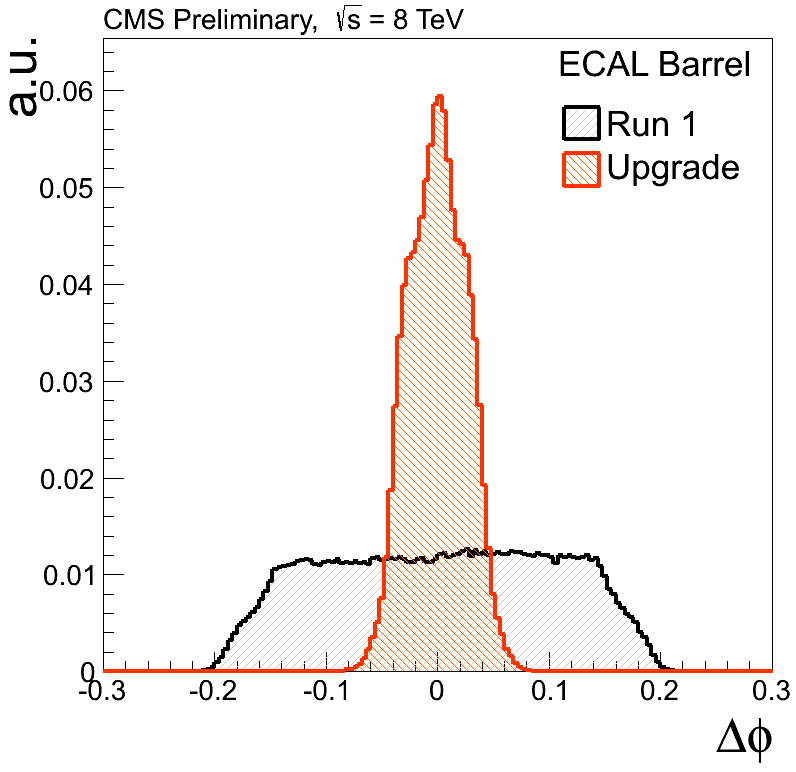 CMS Preliminary, √s = 8 TeV
a.u.
ECAL Barrel
Run 1
Upgrade
0.06
0.05
0.04
0.03
0.02
0.01
0
-0.3 -0.2 -0.1 0 0.1 0.2 0.3
Δϕ